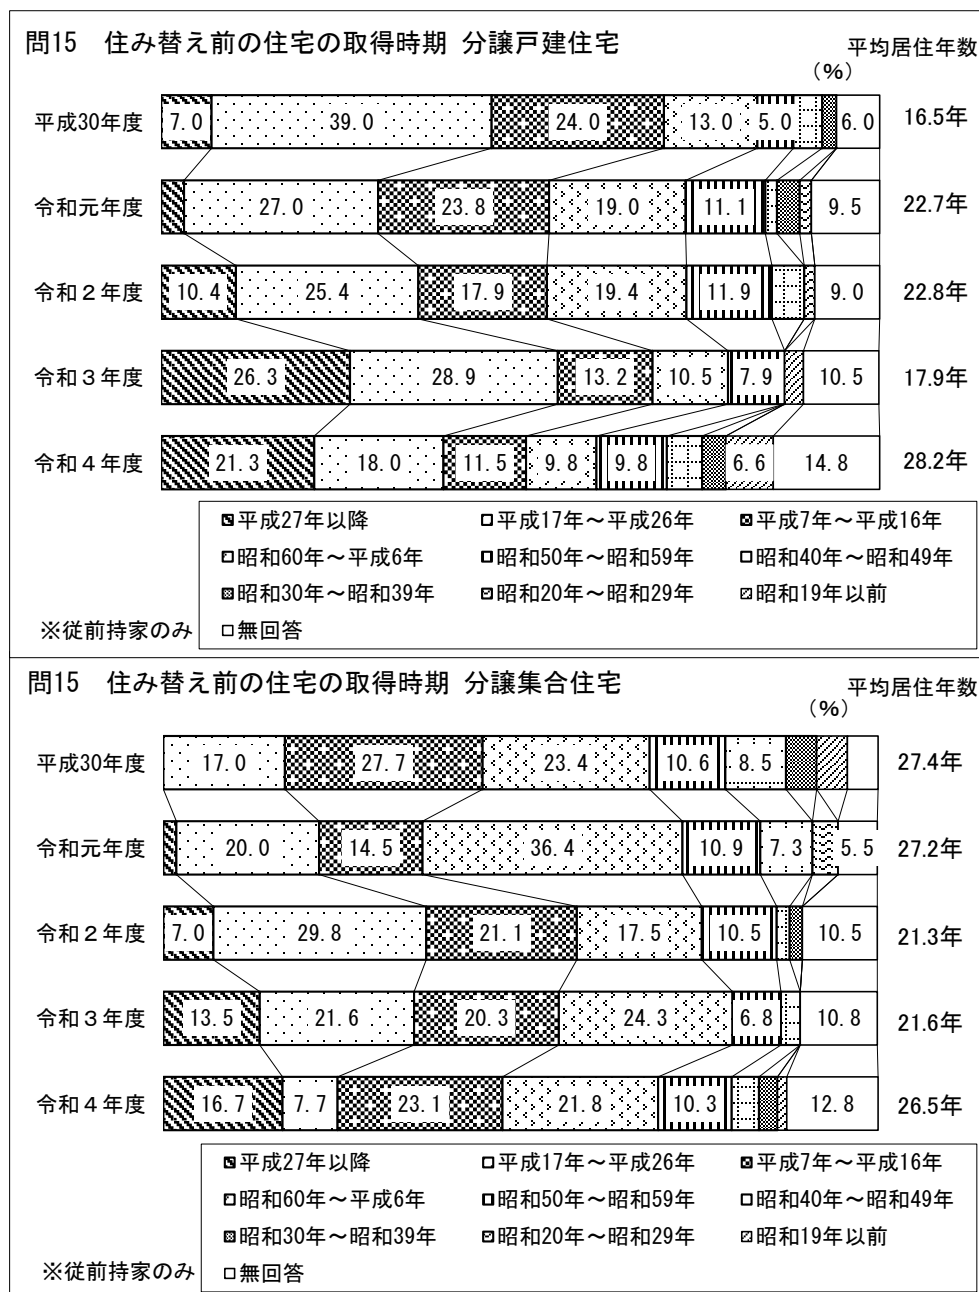 問15　住み替え前の住宅の取得時期 分譲戸建住宅
平均居住年数
(%)
平成30年度 7.0 39.0 24.0 13.0 5.0 6.0 16.5年
令和元年度 27.0 23.8 19.0 11.1 9.5 22.7年
令和２年度 10.4 25.4 17.9 19.4 11.9 9.0 22.8年
令和３年度 26.3 28.9 13.2 10.5 7.9 10.5 17.9年
令和４年度 21.3 18.0 11.5 9.8 9.8 6.6 14.8 28.2年
平成27年以降 平成17年～平成26年 平成7年～平成16年
昭和60年～平成6年 昭和50年～昭和59年 昭和40年～昭和49年
昭和30年～昭和39年 昭和20年～昭和29年 昭和19年以前
※従前持家のみ 無回答
問15　住み替え前の住宅の取得時期 分譲集合住宅
平均居住年数
(%)
平成30年度 17.0 27.7 23.4 10.6 8.5 27.4年
令和元年度 20.0 14.5 36.4 10.9 7.3 5.5 27.2年
令和２年度 7.0 29.8 21.1 17.5 10.5 10.5 21.3年
令和３年度 13.5 21.6 20.3 24.3 6.8 10.8 21.6年
令和４年度 16.7 7.7 23.1 21.8 10.3 12.8 26.5年
平成27年以降 平成17年～平成26年 平成7年～平成16年
昭和60年～平成6年 昭和50年～昭和59年 昭和40年～昭和49年
昭和30年～昭和39年 昭和20年～昭和29年 昭和19年以前
※従前持家のみ 無回答